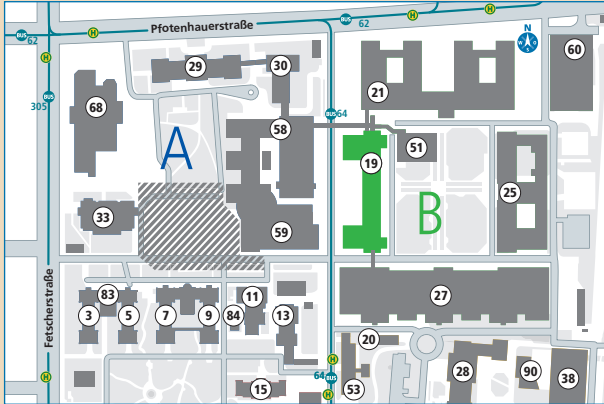 Pfotenhauerstraße
BUS
62
H
H
H
BUS
62
N
W
O
S
60
29
30
21
68
BUS
305
H
58
BUS
64
A
51
19
25
B
33
59
Fetscherstraße
27
83
3
5
7
9
84
11
13
20
H
28
90
38
H
15
64
BUS
53
H